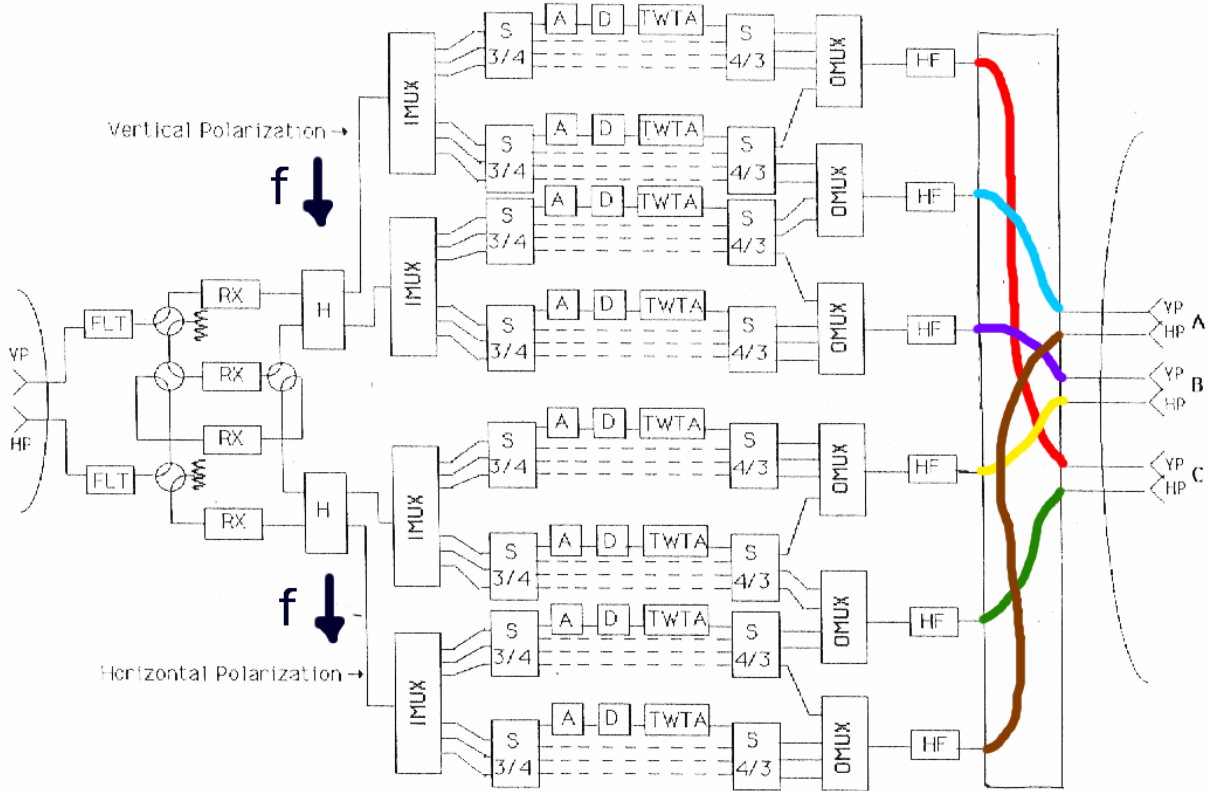 S
3/4
A
D
TWTA
S
4/3
OMUX
HF
IMUX
Vertical Polarization
f
S
3/4
A
D
TWTA
S
4/3
S
3/4
A
D
TWTA
S
4/3
OMUX
HF
IMUX
RX
H
FLT
VP
HP
S
3/4
A
D
TWTA
S
4/3
OMUX
HF
VP
HP
A
VP
HP
B
VP
HP
C
RX
RX
FLT
RX
H
IMUX
S
3/4
A
D
TWTA
S
4/3
OMUX
HF
S
3/4
A
D
TWTA
S
4/3
f
OMUX
HF
IMUX
S
3/4
A
D
TWTA
S
4/3
Horizontal Polarization
S
3/4
A
D
TWTA
S
4/3
OMUX
HF